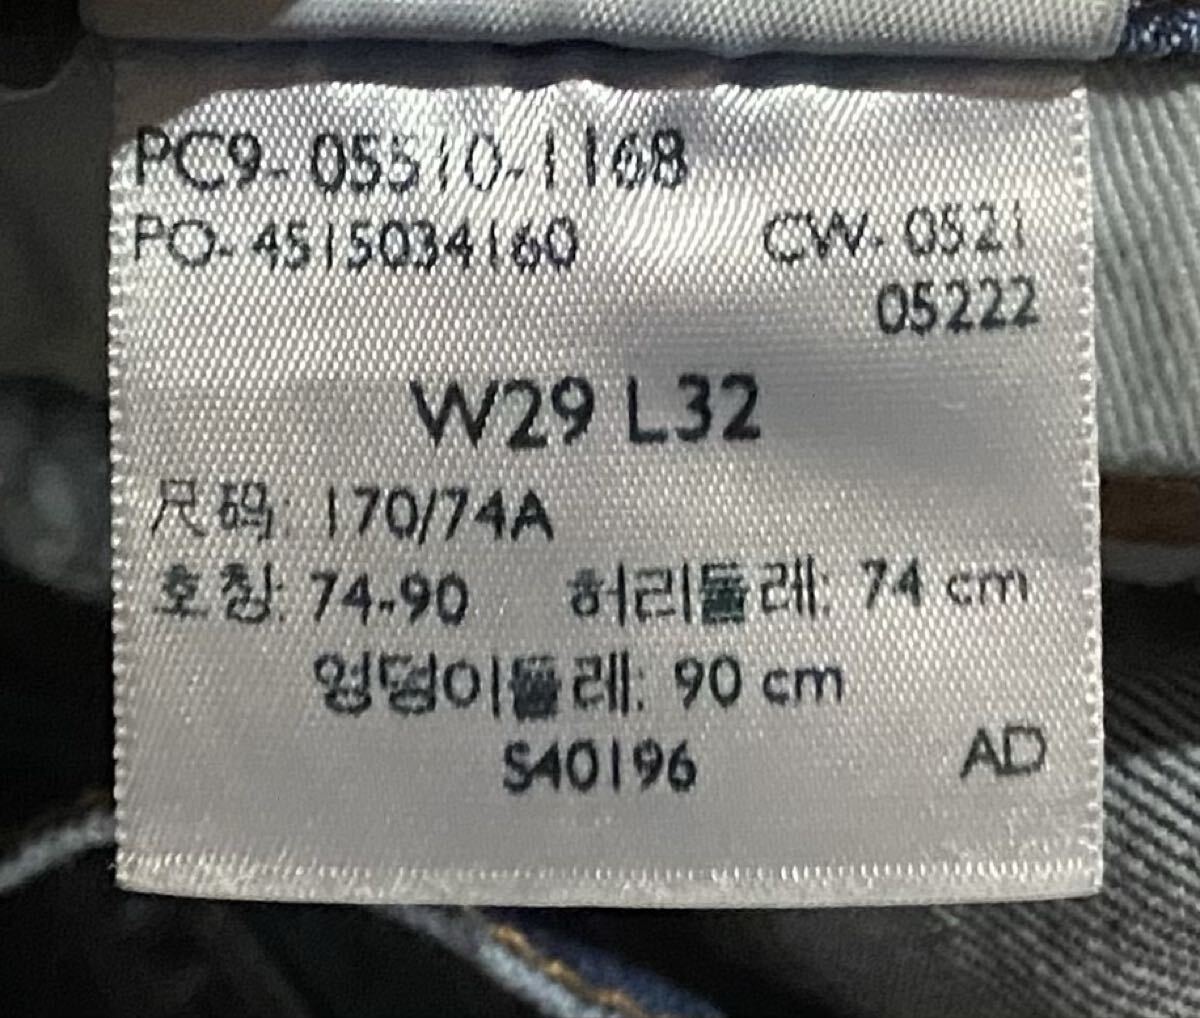 PC9-05510-1168
PO-4515034160 CW-0521
05222
W29 L32
尺码: 170/74A
호칭: 74-90 허리둘레: 74 cm
엉덩이둘레: 90 cm
S40196 AD